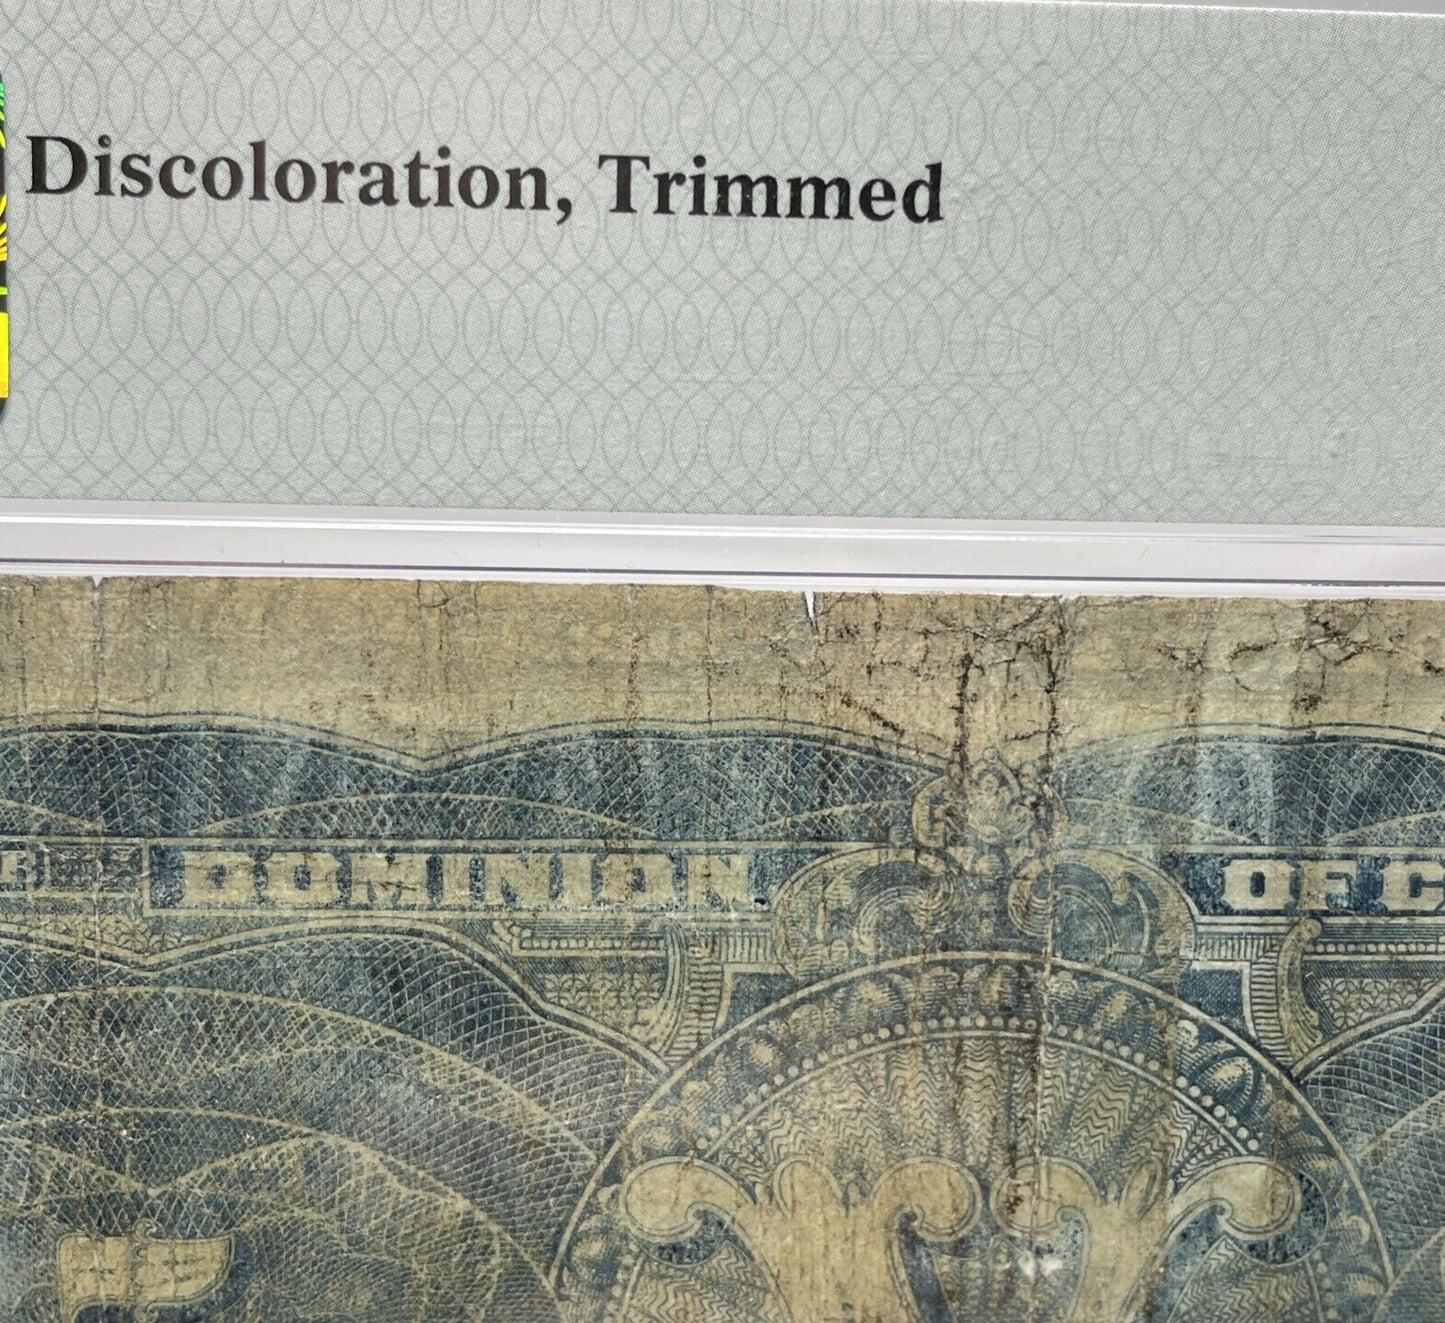 Discoloration, Trimmed
DOMINION OF C